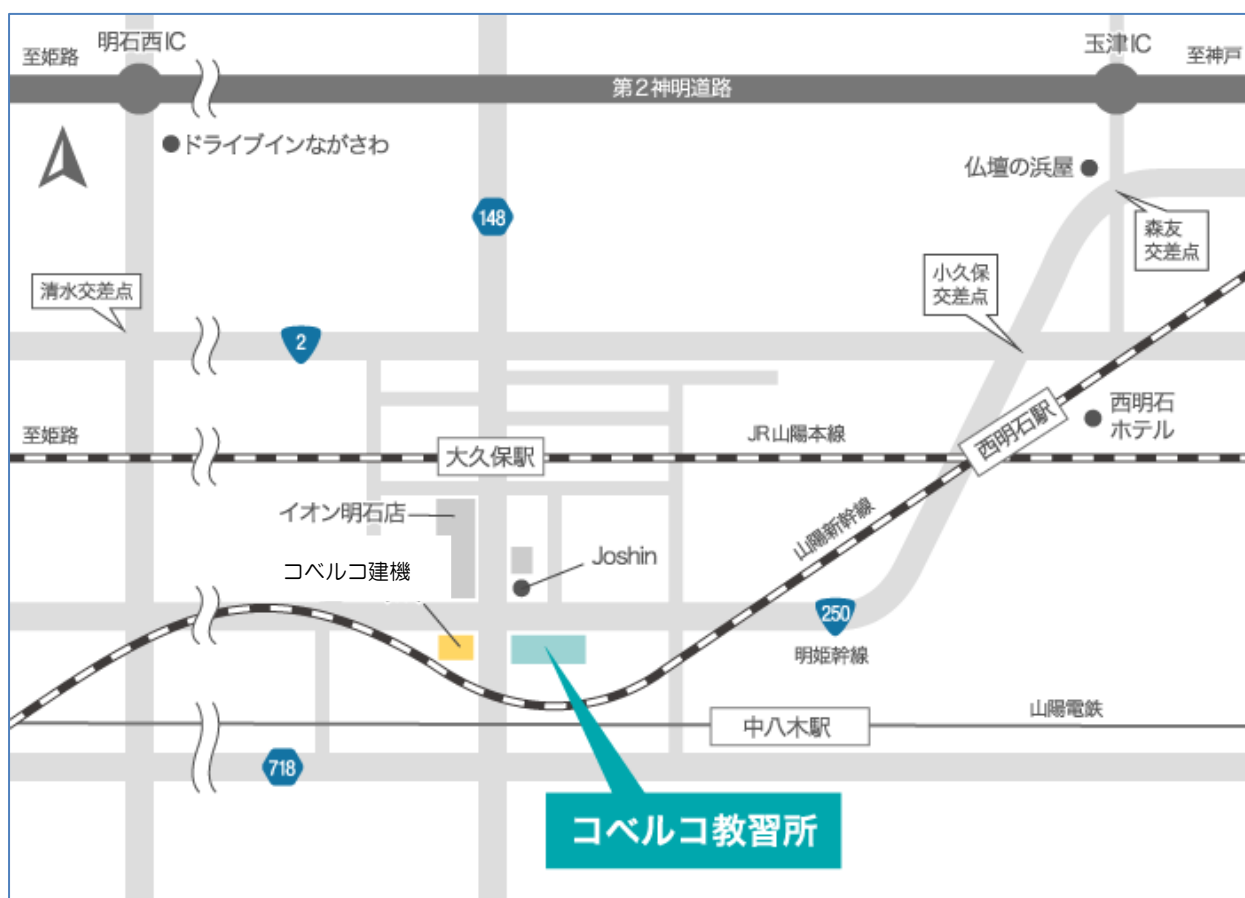 明石西IC
玉津IC
至姫路
至神戸
第2神明道路
ドライブインながさわ
仏壇の浜屋
148
森友
交差点
小久保
交差点
清水交差点
2
西明石
ホテル
至姫路
JR山陽本線
西明石駅
大久保駅
イオン明石店
山陽新幹線
Joshin
コベルコ建機
250
明姫幹線
山陽電鉄
中八木駅
718
コベルコ教習所